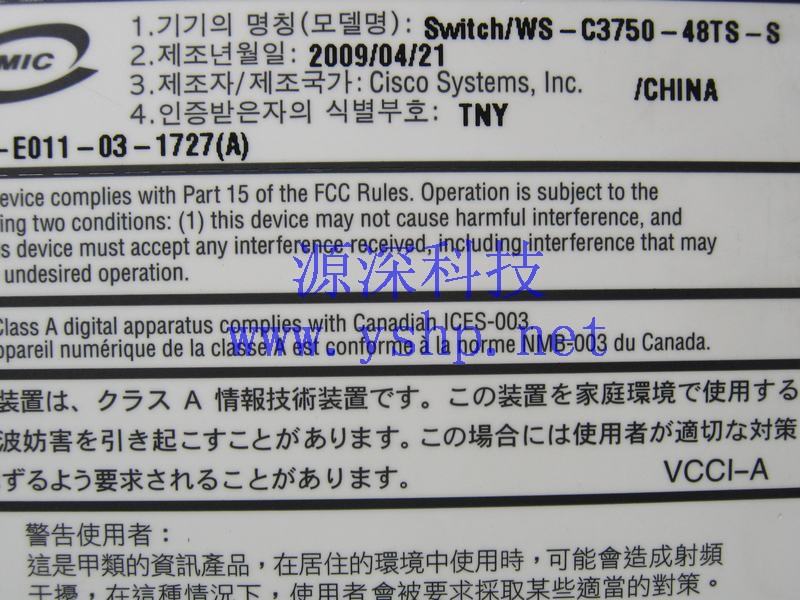 MIC
1.기기의 명칭(모델명): Switch/WS-C3750-48TS-S
2.제조년월일: 2009/04/21
3.제조자/제조국가: Cisco Systems, Inc. /CHINA
4.인증받은자의 식별부호: TNY
-E011-03-1727(A)
evice complies with Part 15 of the FCC Rules. Operation is subject to the
ing two conditions: (1) this device may not cause harmful interference, and
s device must accept any interference received, including interference that may
undesired operation.
源深科技
Class A digital apparatus complies with Canadian ICES-003.
www.yshp.net
ppareil numérique de la classe A est conforme à la norme NMB-003 du Canada.
装置は、クラス A 情報技術装置です。この装置を家庭環境で使用する
波妨害を引き起こすことがあります。この場合には使用者が適切な対策
ずるよう要求されることがあります。
VCCI-A
警告使用者：
這是甲類的資訊產品，在居住的環境中使用時，可能會造成射頻
干擾，在這種情況下，使用者會被要求採取某些適當的對策。